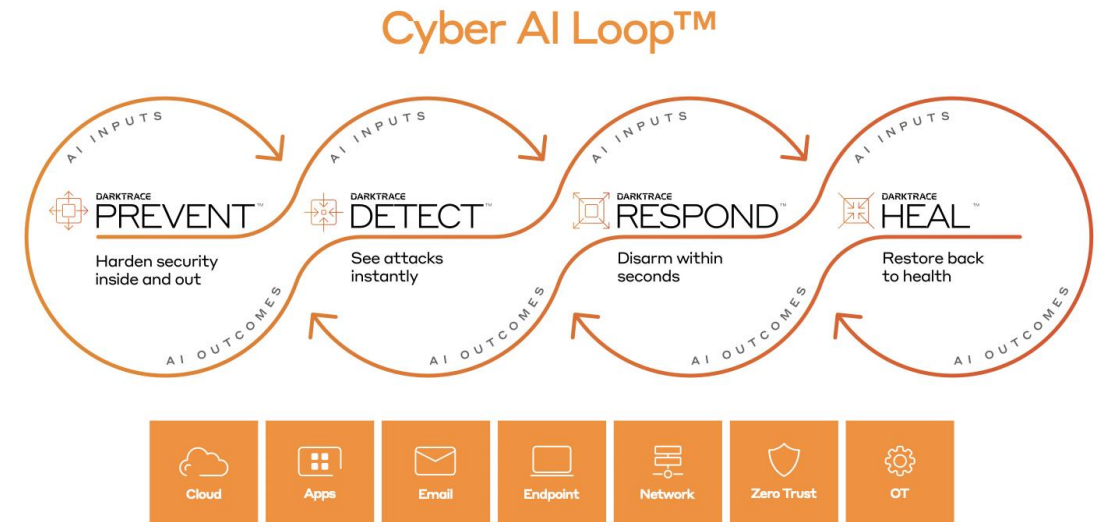 Cyber AI Loop™
AI INPUTS
AI INPUTS
AI INPUTS
AI INPUTS
DARKTRACE
PREVENT™
Harden security
inside and out
DARKTRACE
DETECT™
See attacks
instantly
DARKTRACE
RESPOND™
Disarm within
seconds
DARKTRACE
HEAL™
Restore back
to health
AI OUTCOMES
AI OUTCOMES
AI OUTCOMES
AI OUTCOMES
Cloud
Apps
Email
Endpoint
Network
Zero Trust
OT